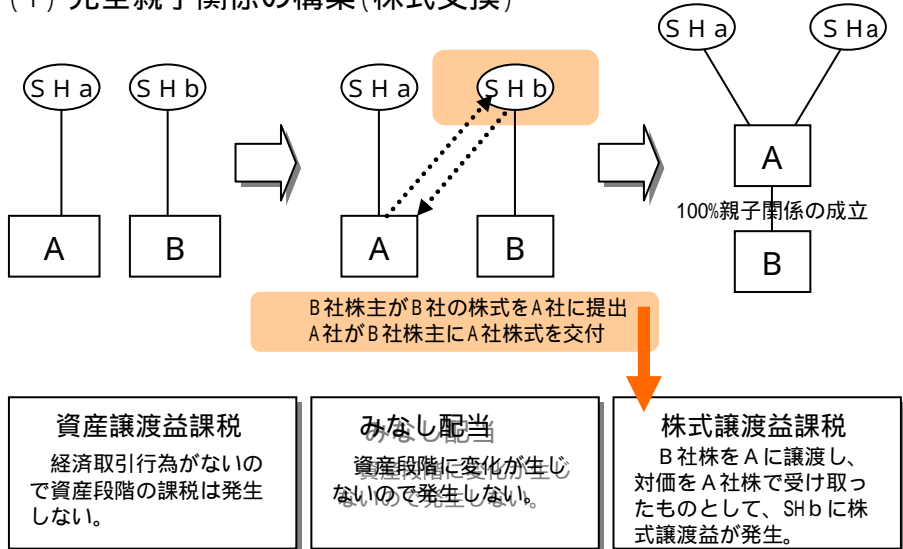 (1) 完全親子関係の構築(株式交換)
SHa
SHb
A
B
SHa
SHb
A
B
SHa
SHa
A
100%親子関係の成立
B
B社株主がB社の株式をA社に提出
A社がB社株主にA社株式を交付
資産譲渡益課税
経済取引行為がないの
で資産段階の課税は発生
しない。
みなし配当
資産段階に変化が生じ
ないので発生しない。
株式譲渡益課税
B社株をAに譲渡し、
対価をA社株で受け取っ
たものとして、SHbに株
式譲渡益が発生。